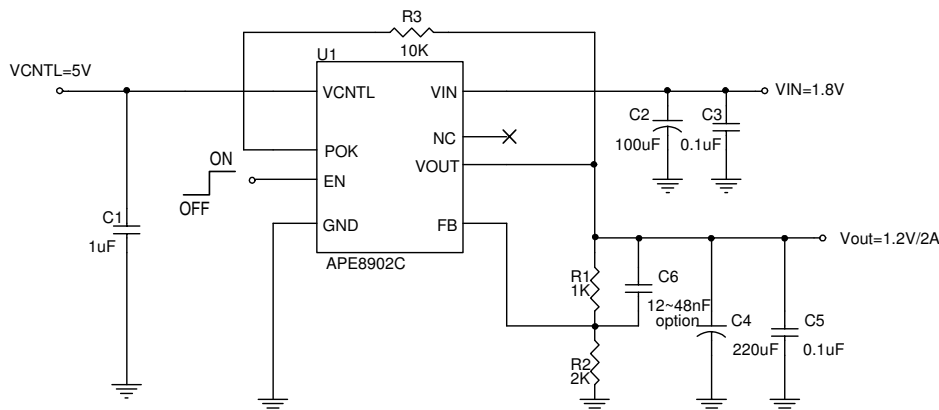 R3
10K
U1
VCNTL=5V
VCNTL
VIN
VIN=1.8V
C2
100uF
C3
0.1uF
NC
POK
VOUT
ON
OFF
EN
C1
1uF
GND
FB
APE8902C
Vout=1.2V/2A
R1
1K
C6
12~48nF
option
C4
220uF
C5
0.1uF
R2
2K